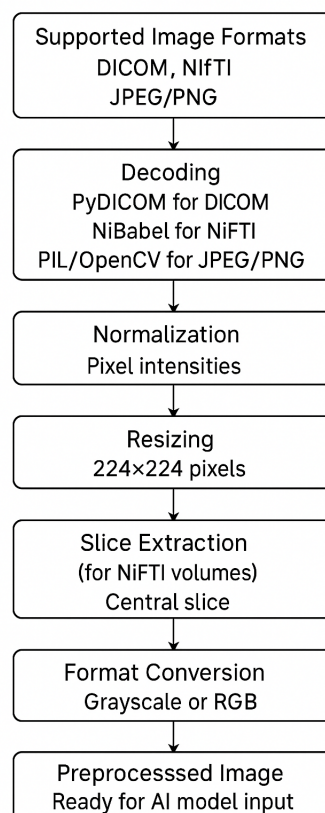 Supported Image Formats
DICOM, NIfTI
JPEG/PNG
Decoding
PyDICOM for DICOM
NiBabel for NiFTI
PIL/OpenCV for JPEG/PNG
Normalization
Pixel intensities
Resizing
224×224 pixels
Slice Extraction
(for NiFTI volumes)
Central slice
Format Conversion
Grayscale or RGB
Preprocesssed Image
Ready for AI model input